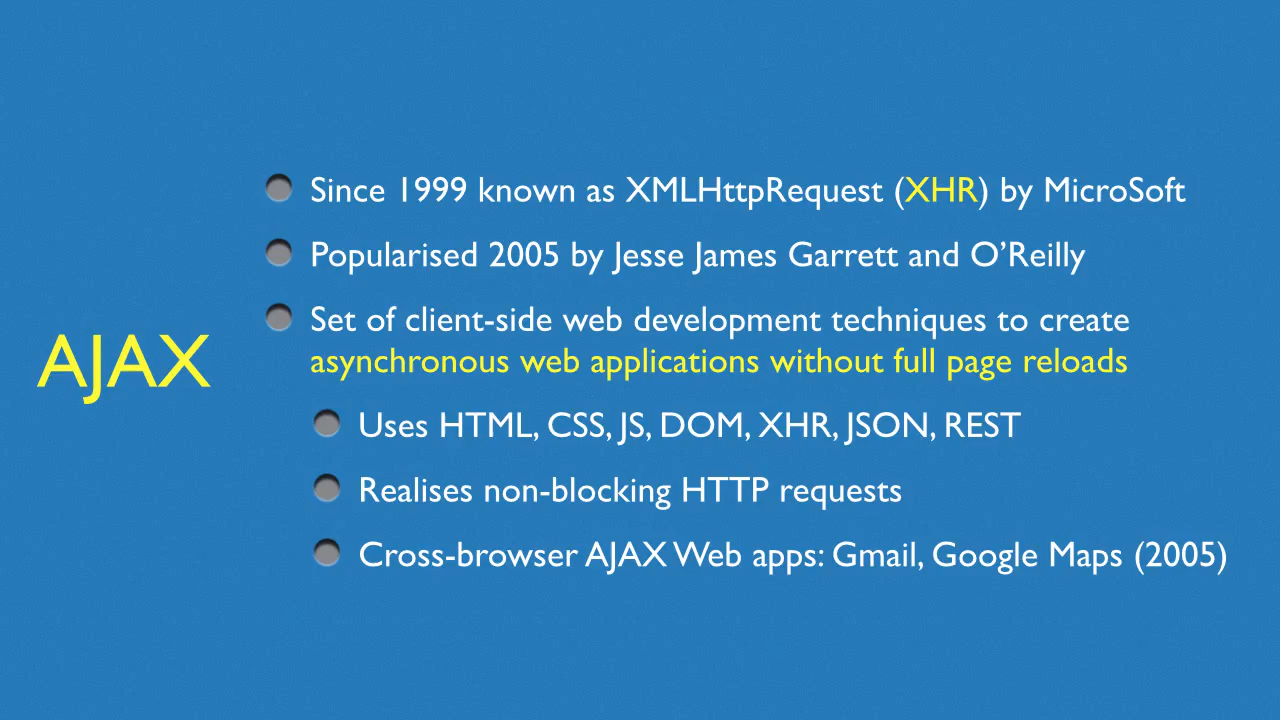 AJAX
Since 1999 known as XMLHttpRequest (XHR) by MicroSoft
Popularised 2005 by Jesse James Garrett and O’Reilly
Set of client-side web development techniques to create
asynchronous web applications without full page reloads
Uses HTML, CSS, JS, DOM, XHR, JSON, REST
Realises non-blocking HTTP requests
Cross-browser AJAX Web apps: Gmail, Google Maps (2005)